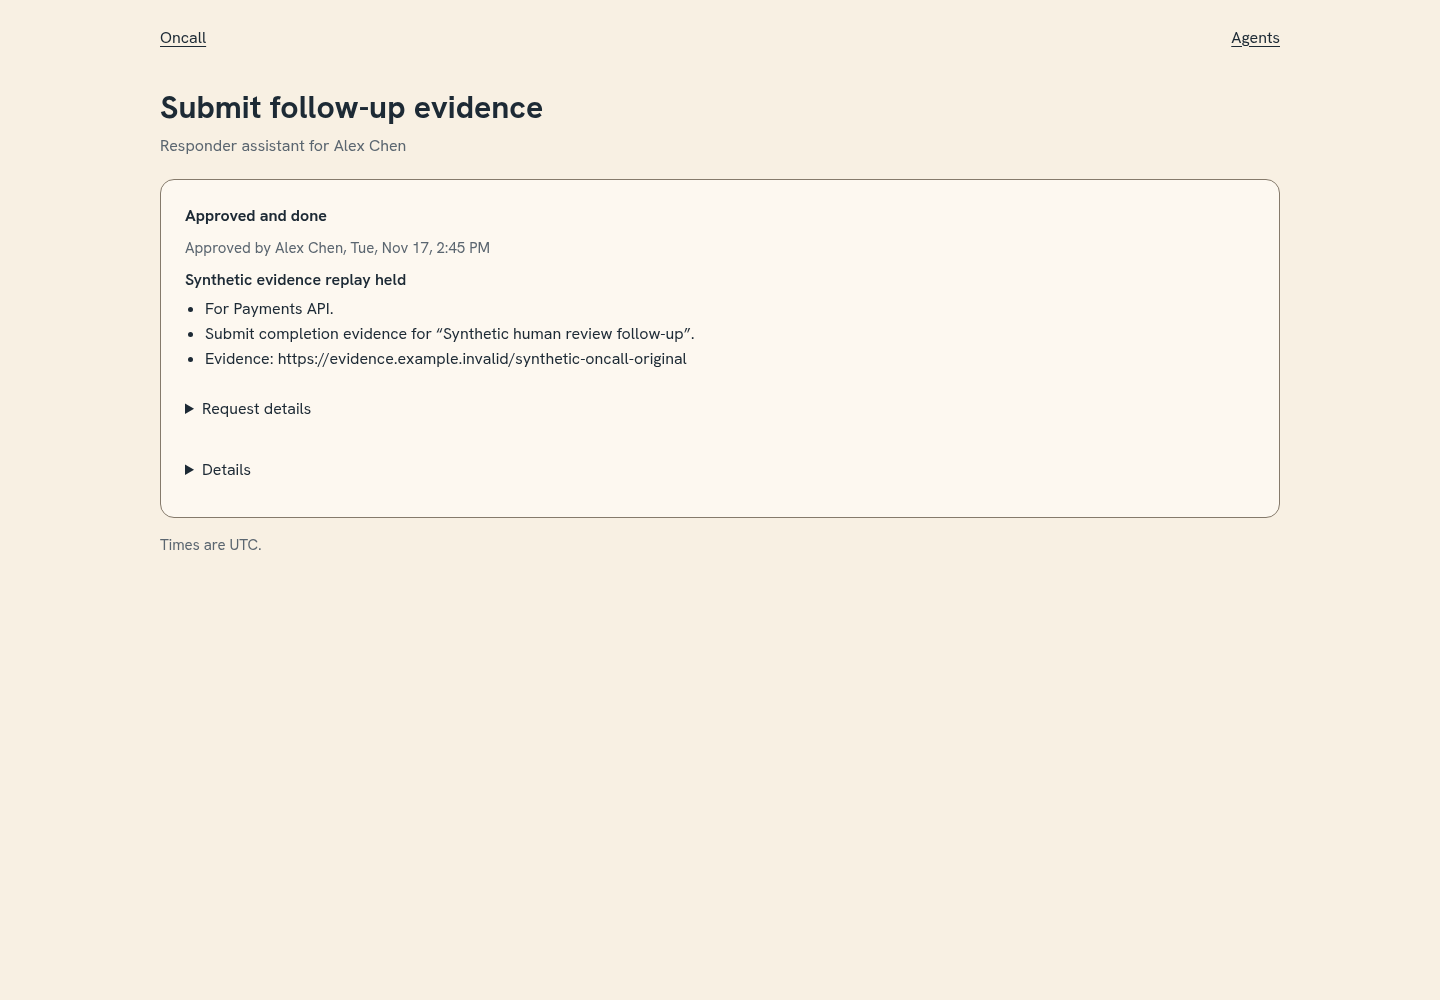 Oncall
Agents
Submit follow-up evidence
Responder assistant for Alex Chen
Approved and done
Approved by Alex Chen, Tue, Nov 17, 2:45 PM
Synthetic evidence replay held
For Payments API.
Submit completion evidence for “Synthetic human review follow-up”.
Evidence: https://evidence.example.invalid/synthetic-oncall-original
Request details
Details
Times are UTC.